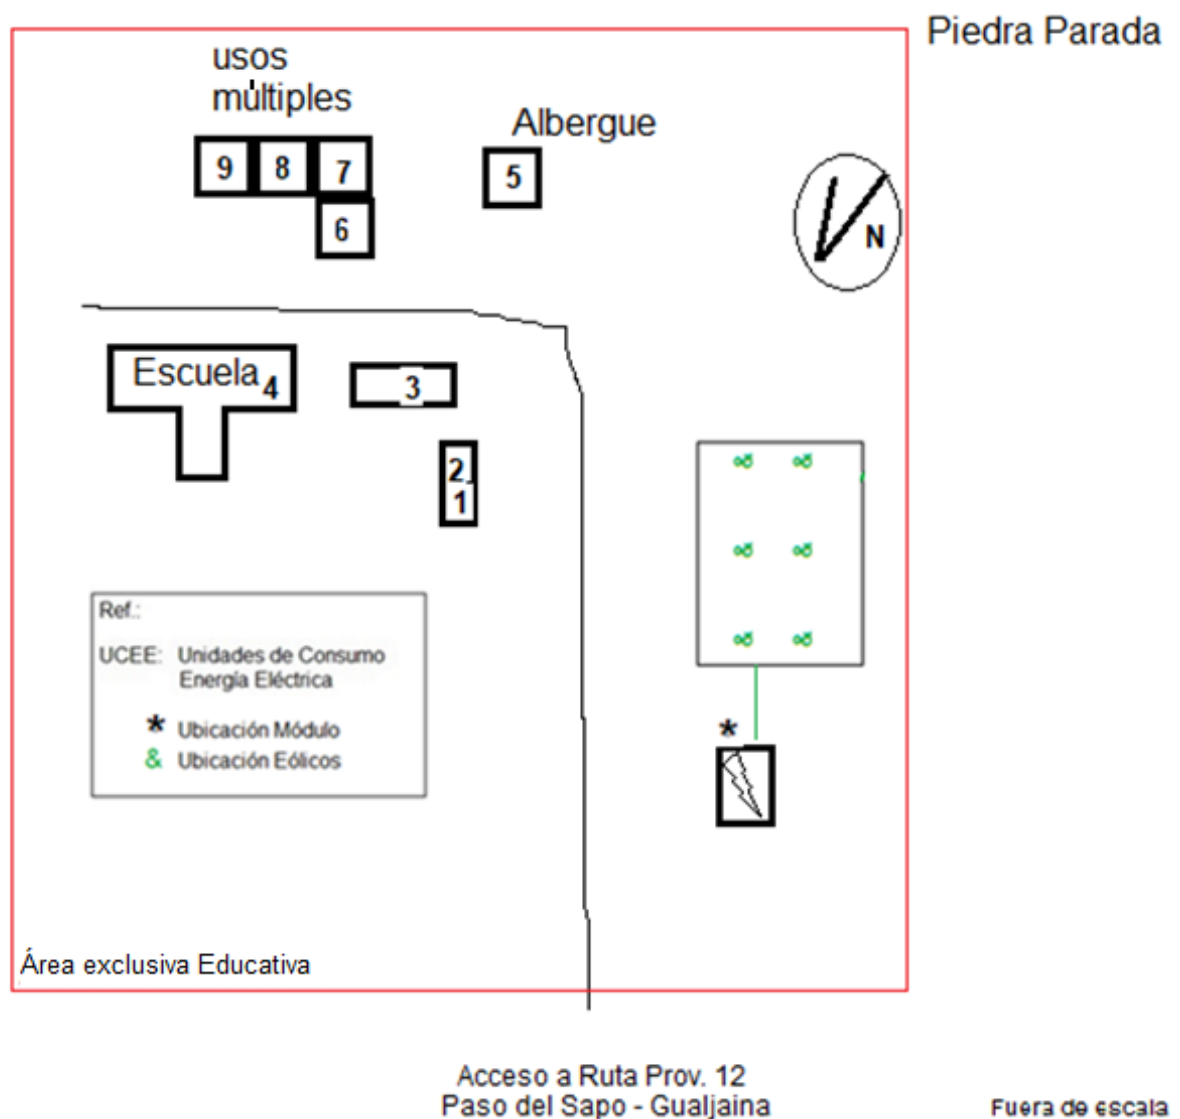 Piedra Parada
usos
múltiples
Albergue
9 8 7
5
6
N
Escuela 4
3
2
1
Ref.:
UCEE: Unidades de Consumo
Energía Eléctrica
* Ubicación Módulo
& Ubicación Eólicos
*
Área exclusiva Educativa
Acceso a Ruta Prov. 12
Paso del Sapo - Gualjaina
Fuera de escala